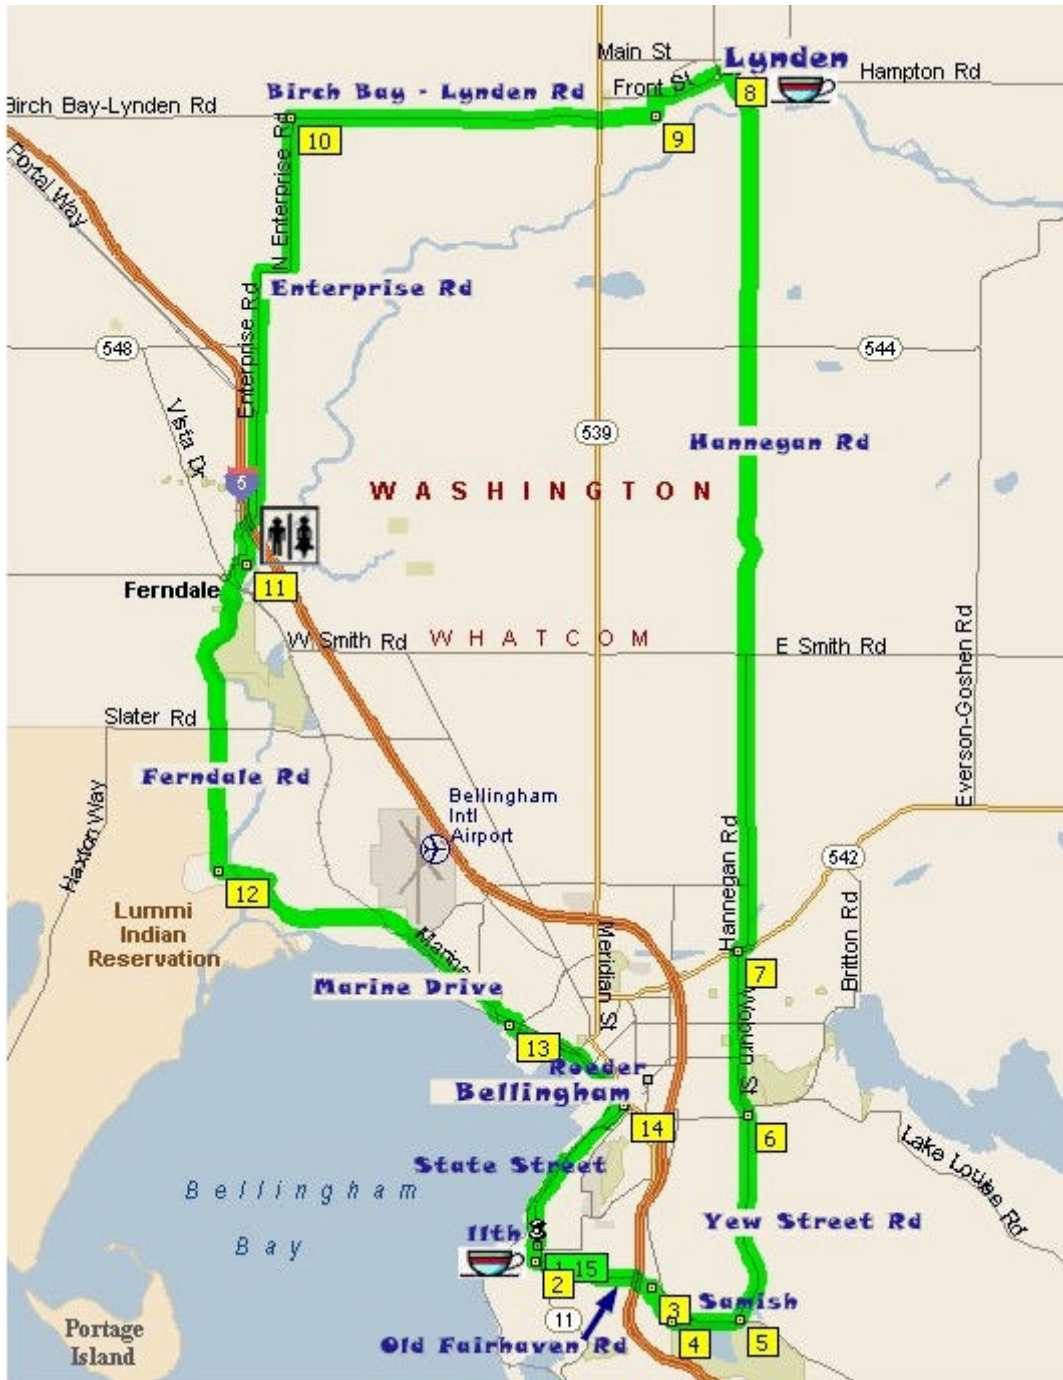 Main St
Lynden
Front St
Hampton Rd
8
Birch Bay - Lynden Rd
Birch Bay-Lynden Rd
9
10
Portal Way
N Enterprise Rd
Enterprise Rd
Enterprise Rd
548
544
Vista Dr
539
Hannegan Rd
5
WASHINGTON
Ferndale
11
W Smith Rd
WHATCOM
E Smith Rd
Everson-Goshen Rd
Slater Rd
Ferndale Rd
Haxton Way
Bellingham
Intl
Airport
Hannegan Rd
542
12
Lummi
Indian
Reservation
Marine
Meridian St
Britton Rd
7
Marine Drive
Woburn St
13
Roeder
Bellingham
14
6
Lake Louise Rd
State Street
Bellingham
Bay
Yew Street Rd
11th
1 15
2
3
Samish
11
4
5
Old Fairhaven Rd
Portage
Island